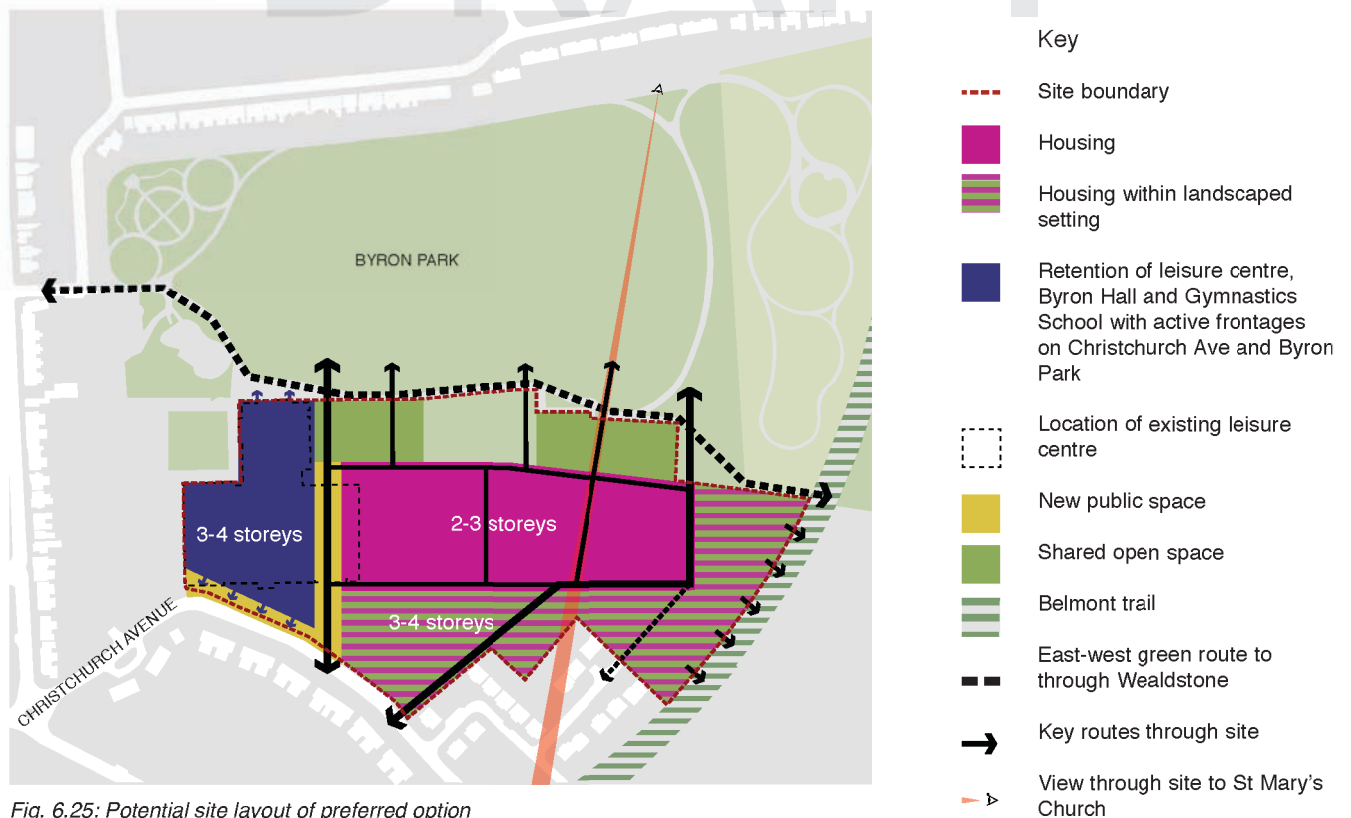 DRAFT
BYRON PARK
3-4 storeys
2-3 storeys
3-4 storeys
CHRISTCHURCH AVENUE
Fig. 6.25: Potential site layout of preferred option
Key
Site boundary
Housing
Housing within landscaped
setting
Retention of leisure centre,
Byron Hall and Gymnastics
School with active frontages
on Christchurch Ave and Byron
Park
Location of existing leisure
centre
New public space
Shared open space
Belmont trail
East-west green route to
through Wealdstone
Key routes through site
View through site to St Mary's
Church